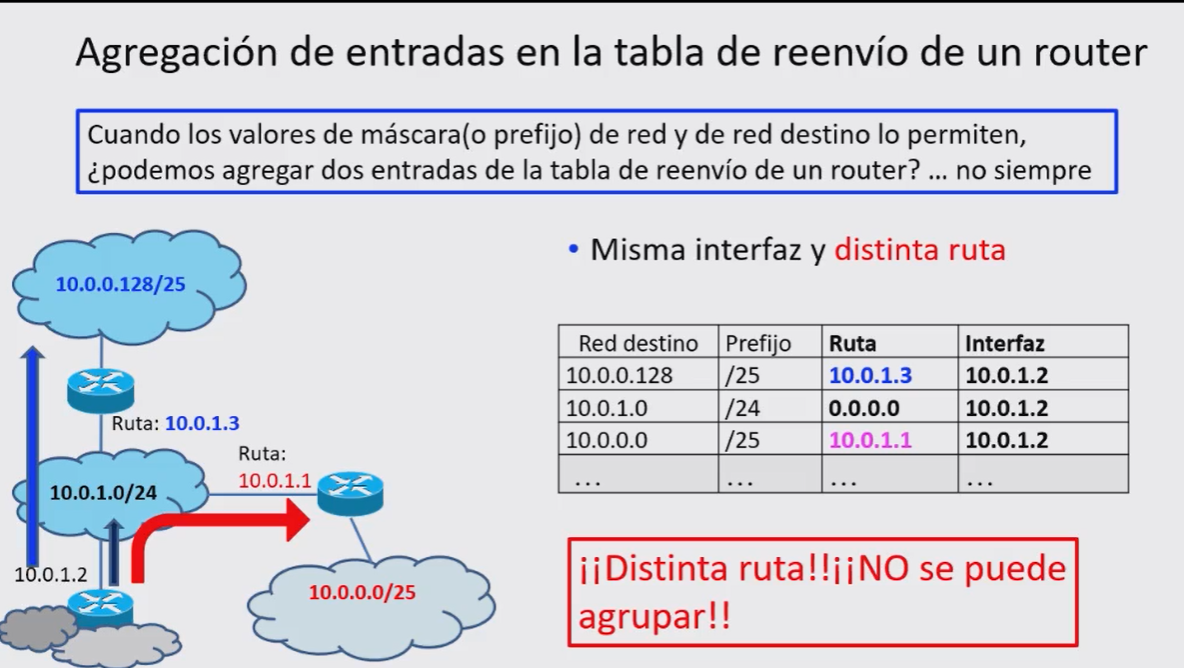 Agregación de entradas en la tabla de reenvío de un router
Cuando los valores de máscara(o prefijo) de red y de red destino lo permiten,
¿podemos agregar dos entradas de la tabla de reenvío de un router? ... no siempre
• Misma interfaz y distinta ruta
10.0.0.128/25
Ruta: 10.0.1.3
10.0.1.0/24
Ruta:
10.0.1.1
10.0.1.2
10.0.0.0/25
Red destino Prefijo Ruta Interfaz
10.0.0.128 /25 10.0.1.3 10.0.1.2
10.0.1.0 /24 0.0.0.0 10.0.1.2
10.0.0.0 /25 10.0.1.1 10.0.1.2
... ... ... ...
¡¡Distinta ruta!!¡¡NO se puede
agrupar!!